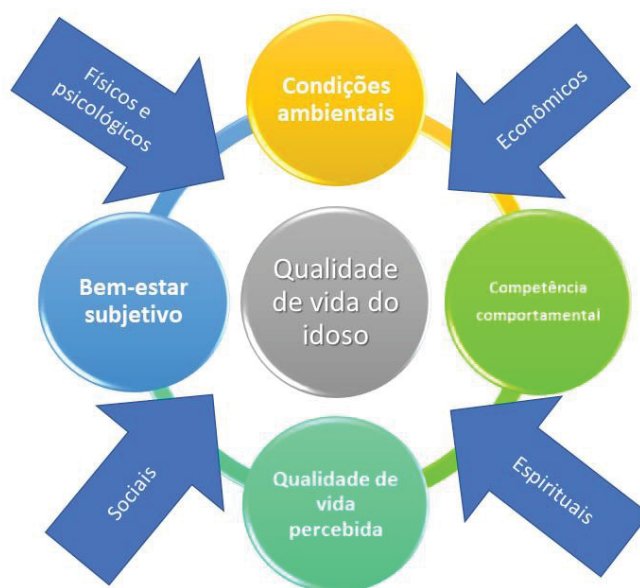 Físicos e
psicológicos
Condições
ambientais
Econômicos
Bem-estar
subjetivo
Qualidade
de vida do
idoso
Competência
comportamental
Sociais
Qualidade de
vida
percebida
Espirituais